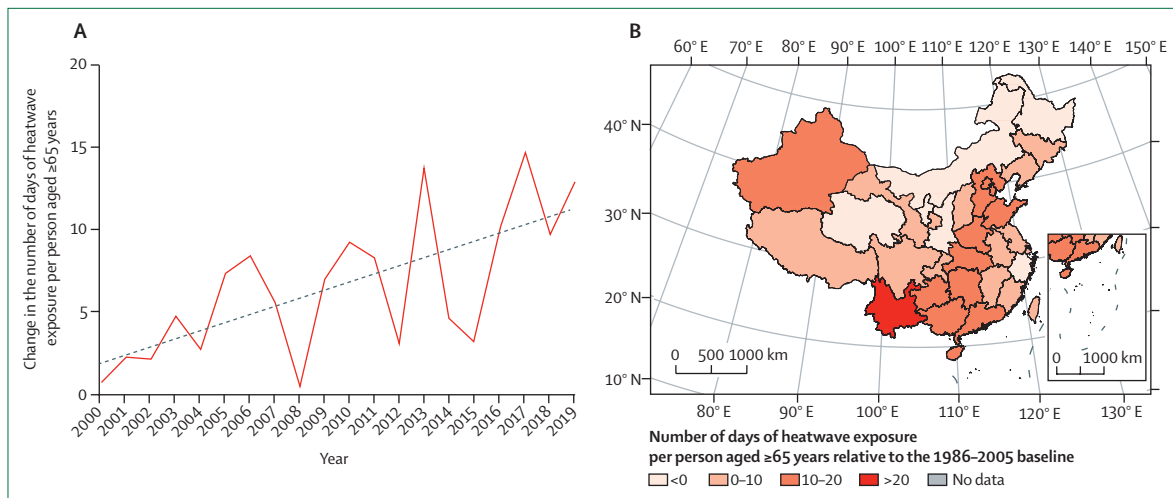 A
20
15
10
5
0
Change in the number of days of heatwave
exposure per person aged ≥65 years
2000
2001
2002
2003
2004
2005
2006
2007
2008
2009
2010
2011
2012
2013
2014
2015
2016
2017
2018
2019
Year
B
60° E 70° E 80° E 90° E 100° E 110° E 120° E 130° E 140° E 150° E
40° N
30° N
20° N
10° N
0 500 1000 km
0 1000 km
80° E 90° E 100° E 110° E 120° E 130° E
Number of days of heatwave exposure
per person aged ≥65 years relative to the 1986–2005 baseline
<0 0–10 10–20 >20 No data